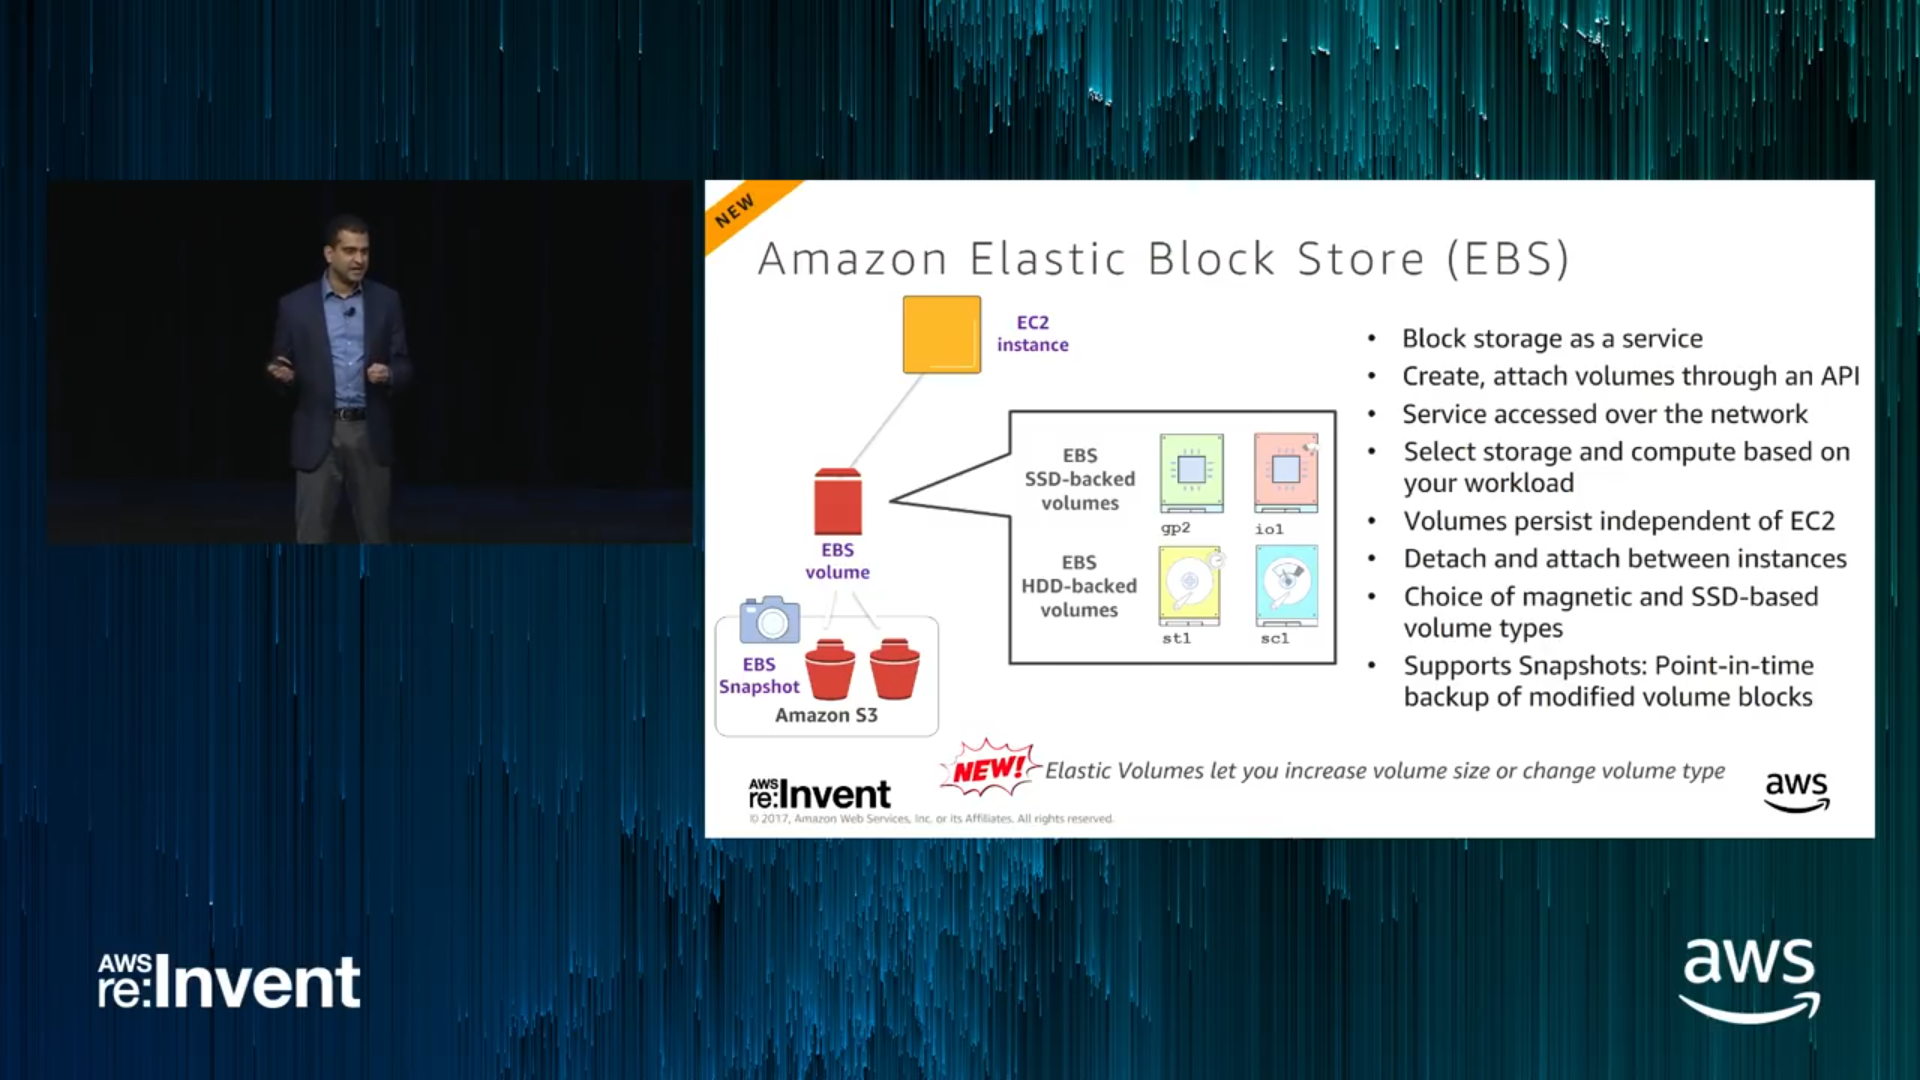 NEW
Amazon Elastic Block Store (EBS)
EC2
instance
EBS
volume
EBS
Snapshot
Amazon S3
EBS
SSD-backed
volumes
gp2
io1
EBS
HDD-backed
volumes
st1
sc1
• Block storage as a service
• Create, attach volumes through an API
• Service accessed over the network
• Select storage and compute based on
your workload
• Volumes persist independent of EC2
• Detach and attach between instances
• Choice of magnetic and SSD-based
volume types
• Supports Snapshots: Point-in-time
backup of modified volume blocks
NEW! Elastic Volumes let you increase volume size or change volume type
AWS
re:Invent
© 2017, Amazon Web Services, Inc. or its Affiliates. All rights reserved.
aws
AWS
re:Invent
aws